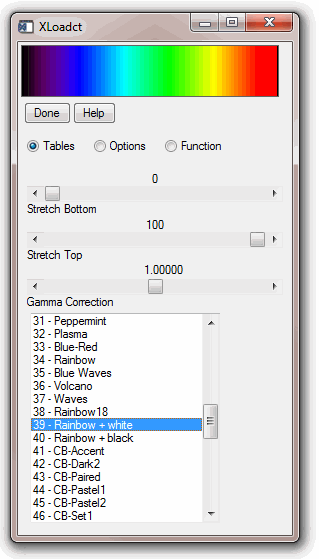 XLoadct
Done Help
Tables Options Function
0
Stretch Bottom
100
Stretch Top
1.00000
Gamma Correction
31 - Peppermint
32 - Plasma
33 - Blue-Red
34 - Rainbow
35 - Blue Waves
36 - Volcano
37 - Waves
38 - Rainbow18
39 - Rainbow + white
40 - Rainbow + black
41 - CB-Accent
42 - CB-Dark2
43 - CB-Paired
44 - CB-Pastel1
45 - CB-Pastel2
46 - CB-Set1